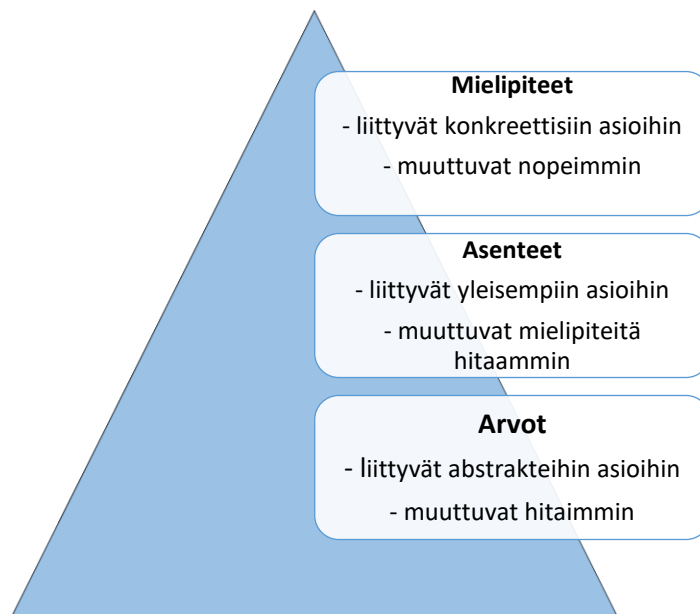 Mielipiteet
- liittyvät konkreettisiin asioihin
- muuttuvat nopeimmin
Asenteet
- liittyvät yleisempiin asioihin
- muuttuvat mielipiteitä
hitaammin
Arvot
- liittyvät abstrakteihin asioihin
- muuttuvat hitaimmin